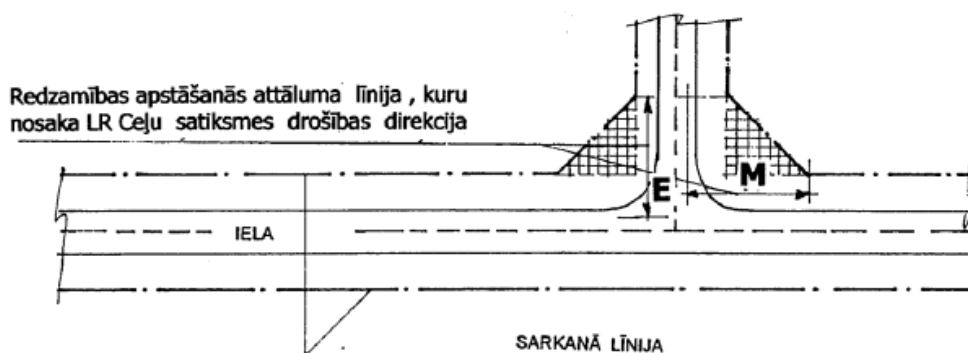 Redzamības apstāšanās attāluma līnija , kuru
nosaka LR Ceļu satiksmes drošības direkcija
E
M
IELA
SARKANĀ LĪNIJA